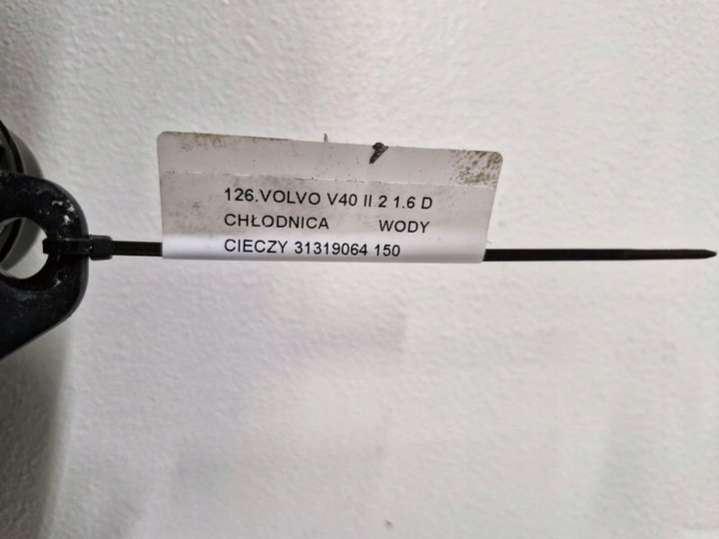 126.VOLVO V40 II 2 1.6 D
CHŁODNICA WODY
CIECZY 31319064 150